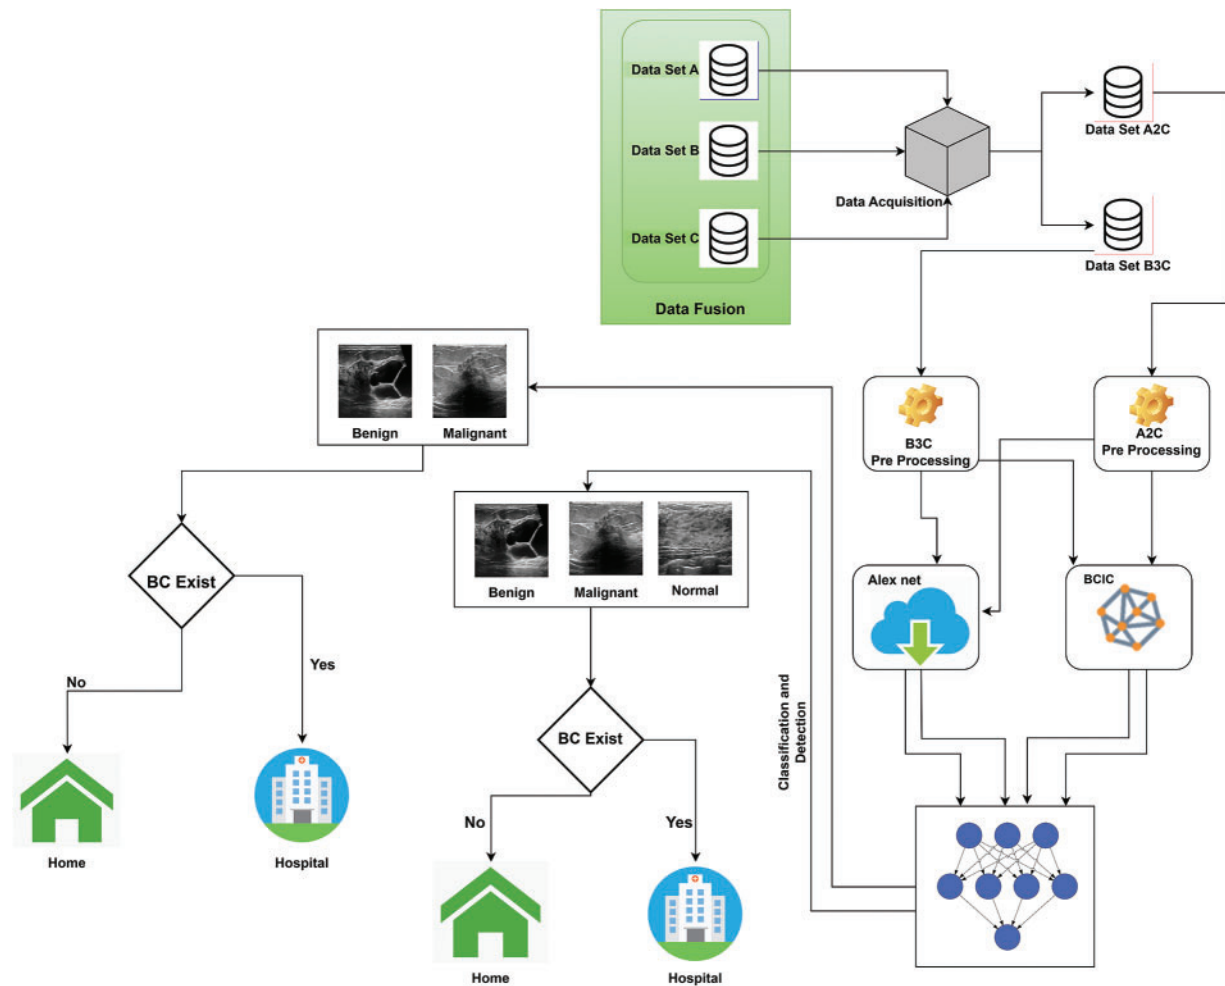 Data Set A
Data Set B
Data Set C
Data Fusion
Data Acquisition
Data Set A2C
Data Set B3C
B3C
Pre Processing
A2C
Pre Processing
Alex net
BCIC
Classification and
Detection
Benign
Malignant
Benign
Malignant
Normal
BC Exist
No
Yes
Home
Hospital
BC Exist
No
Yes
Home
Hospital